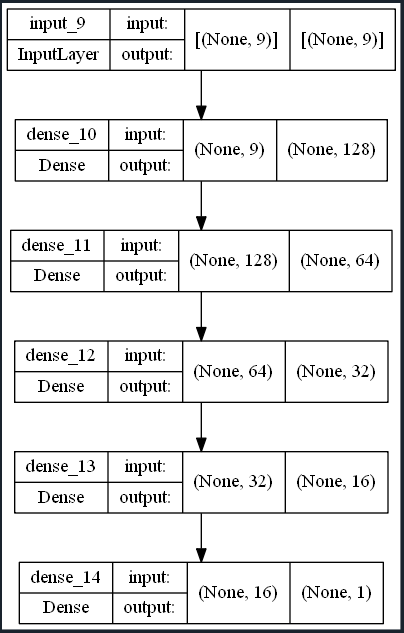 input_9 input: [(None, 9)] [(None, 9)]
InputLayer output:
dense_10 input: (None, 9) (None, 128)
Dense output:
dense_11 input: (None, 128) (None, 64)
Dense output:
dense_12 input: (None, 64) (None, 32)
Dense output:
dense_13 input: (None, 32) (None, 16)
Dense output:
dense_14 input: (None, 16) (None, 1)
Dense output: